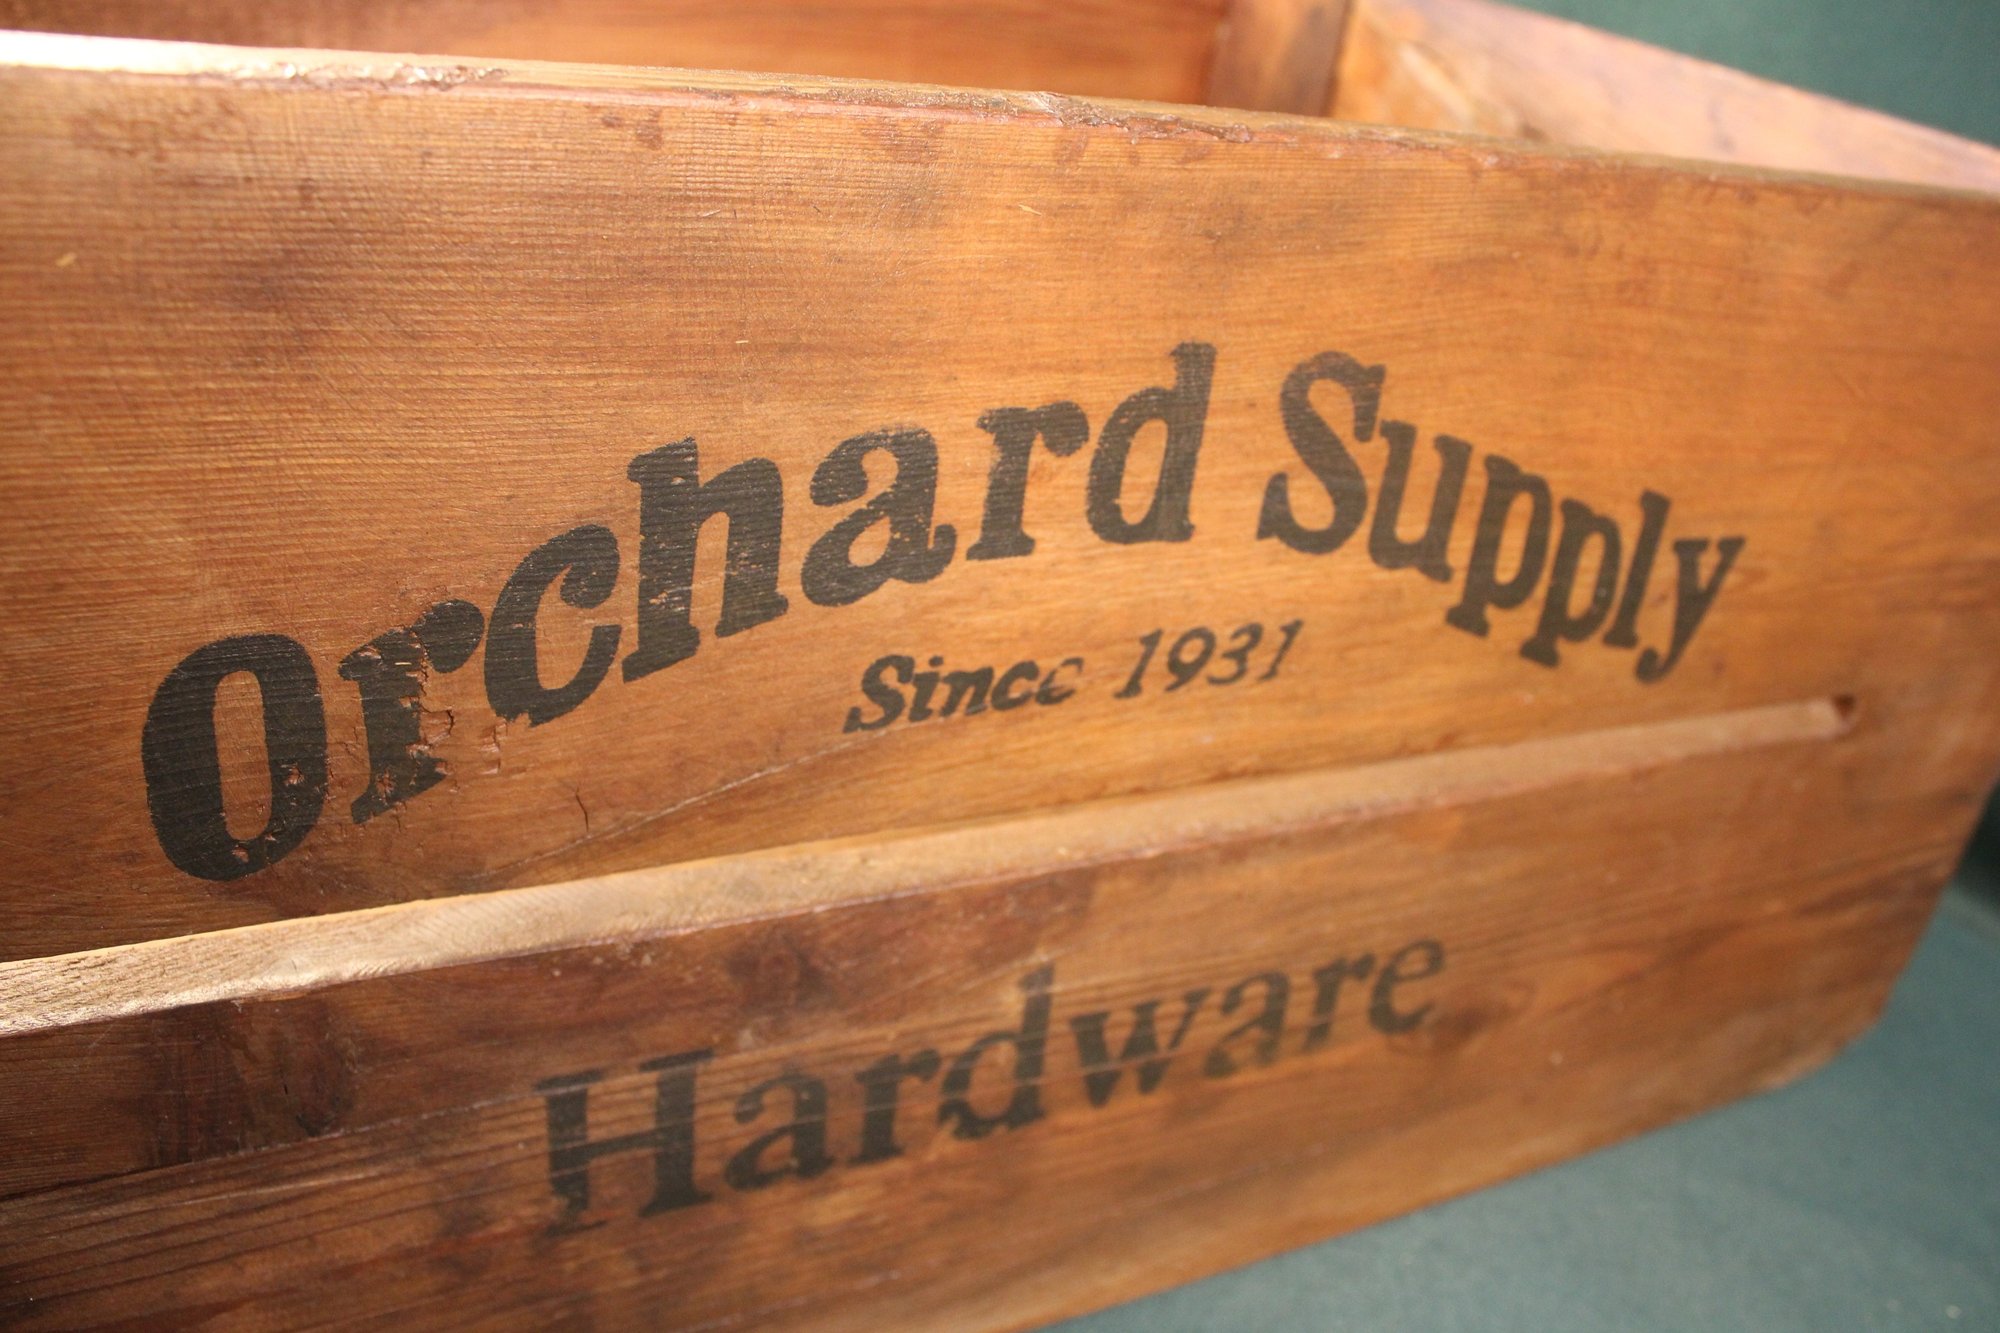 Orchard Supply
Since 1931
Hardware